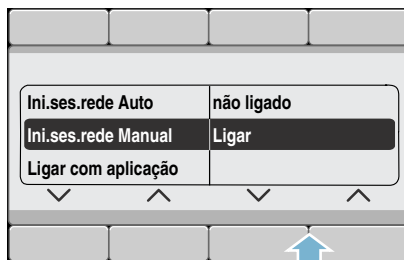 Ini.ses.rede Auto não ligado
Ini.ses.rede Manual Ligar
Ligar com aplicação